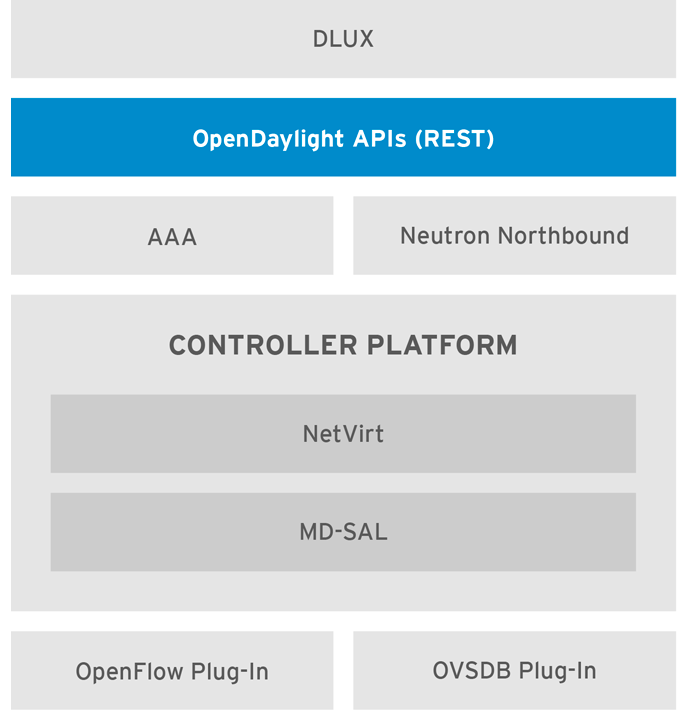 DLUX
OpenDaylight APIs (REST)
AAA
Neutron Northbound
CONTROLLER PLATFORM
NetVirt
MD-SAL
OpenFlow Plug-In
OVSDB Plug-In